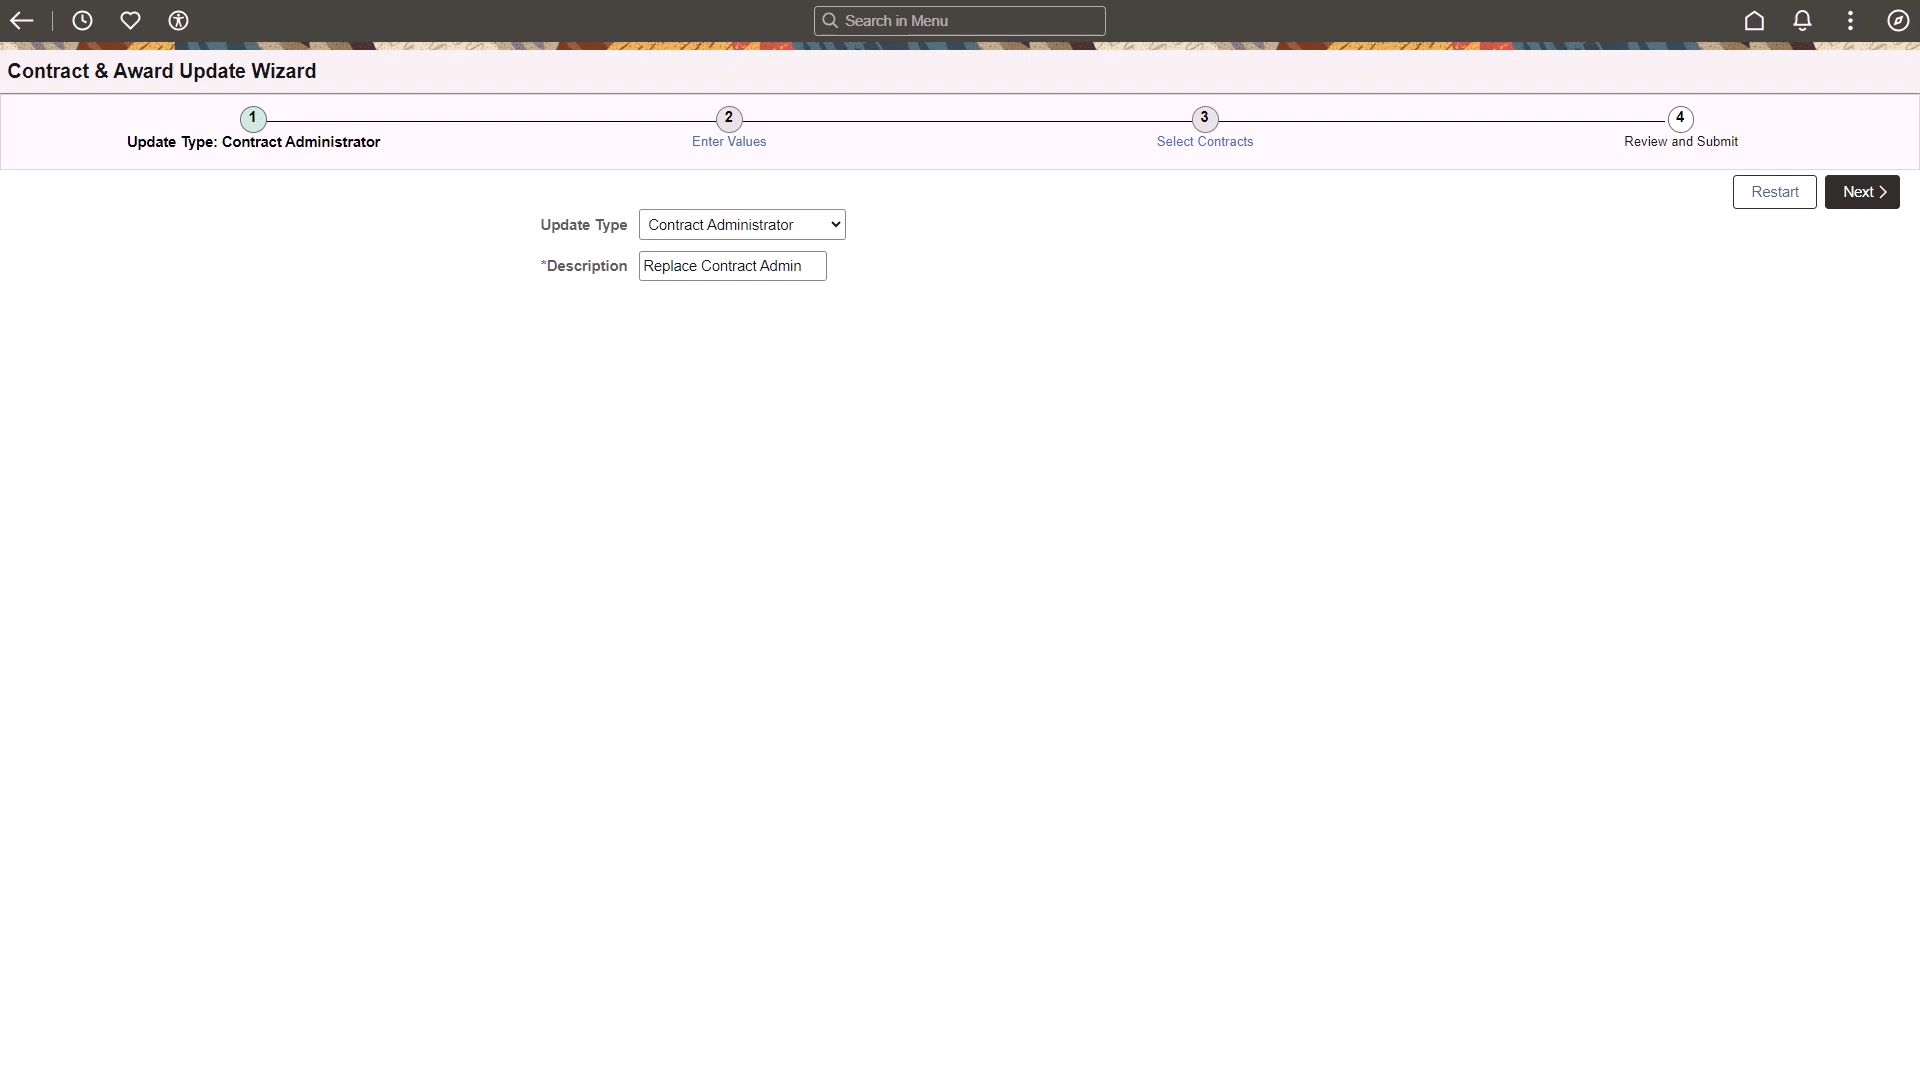 Search in Menu
Contract & Award Update Wizard
1
2
3
4
Update Type: Contract Administrator
Enter Values
Select Contracts
Review and Submit
Restart
Next
Update Type
Contract Administrator
*Description
Replace Contract Admin